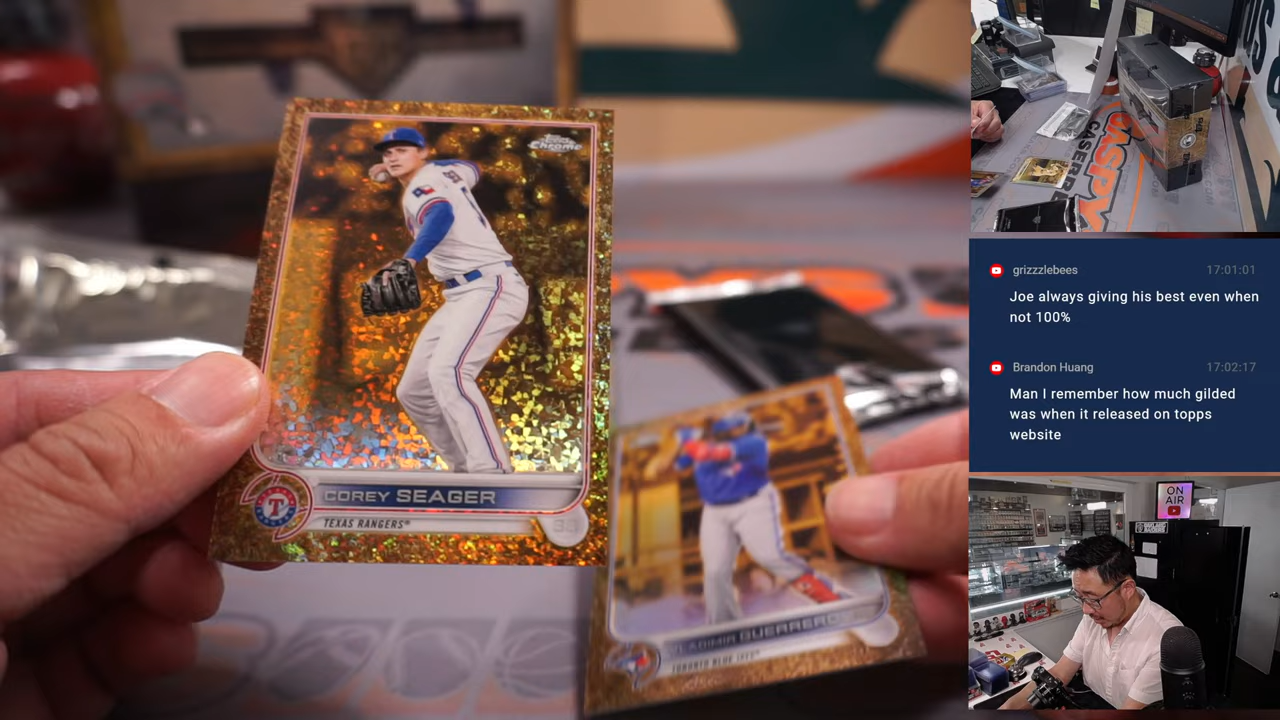 Topps
Chrome
COREY SEAGER
TEXAS RANGERS®
T
VLADIMIR GUERRERO
TORONTO BLUE JAYS®
grizzzlebees 17:01:01
Joe always giving his best even when
not 100%
Brandon Huang 17:02:17
Man I remember how much gilded
was when it released on topps
website
ON
AIR